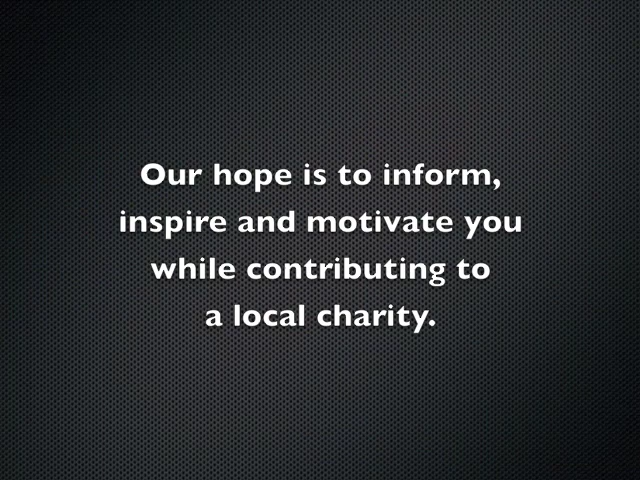 Our hope is to inform,
inspire and motivate you
while contributing to
a local charity.